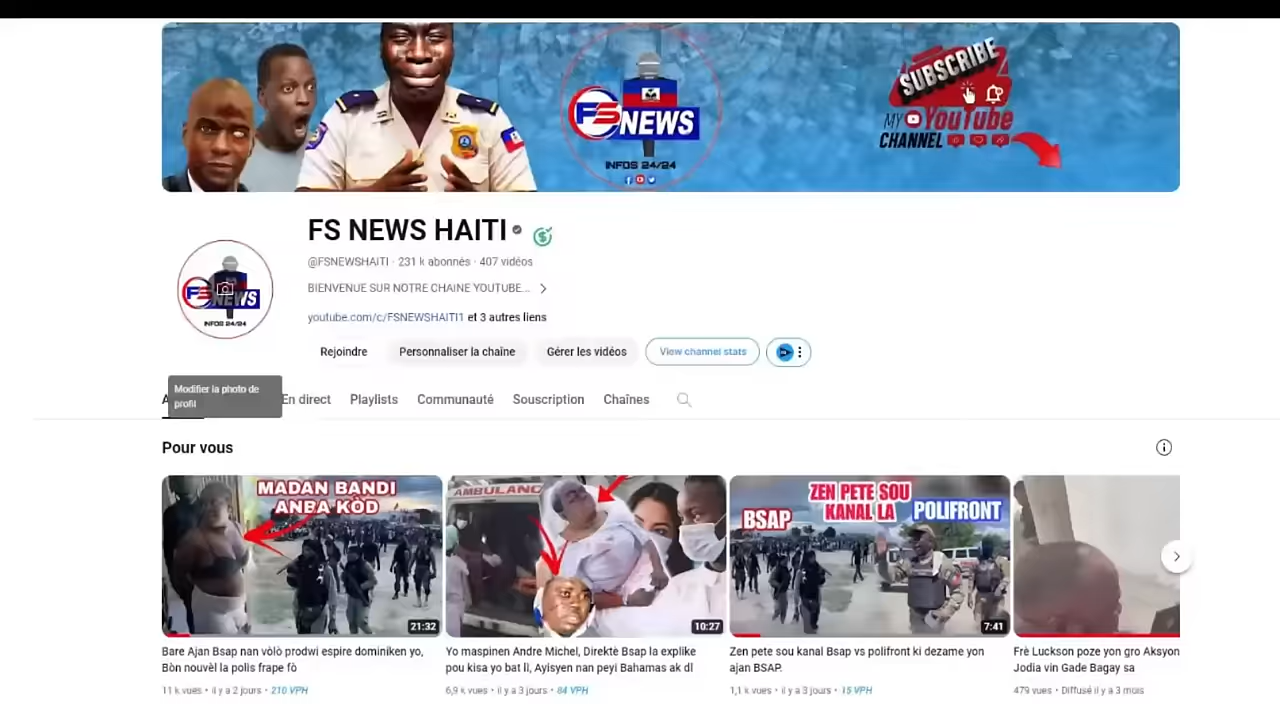 SUBSCRIBE
MY YouTube
CHANNEL
FS NEWS
INFOS 24/24
FS NEWS HAITI
@FSNEWSHAITI · 231 k abonnés · 407 vidéos
BIENVENUE SUR NOTRE CHAINE YOUTUBE...
FS NEWS
INFOS 24/24
youtube.com/c/FSNEWSHAITI1 et 3 autres liens
Rejoindre Personnaliser la chaîne Gérer les vidéos View channel stats
Modifier la photo de
profil
En direct Playlists Communauté Souscription Chaînes
Pour vous
MADAN BANDI
ANBA KÒD
21:32
AMBULANC
10:27
ZEN PETE SOU
KANAL LA
BSAP
POLIFRONT
7:41
Bare Ajan Bsap nan vòlò prodwi espire dominiken yo,
Bòn nouvèl la polis frape fò
11 k vues • il y a 2 jours • 210 VPH
Yo maspinen Andre Michel, Direktè Bsap la eksplike
pou kisa yo bat li, Ayisyen nan peyi Bahamas ak dl
6,9 k vues • il y a 3 jours • 84 VPH
Zen pete sou kanal Bsap vs polifront ki dezame yon
ajan BSAP.
1,1 k vues • il y a 3 jours • 15 VPH
Frè Luckson poze yon gro Aksyon
Jodia vin Gade Bagay sa
479 vues • Diffusé il y a 3 mois